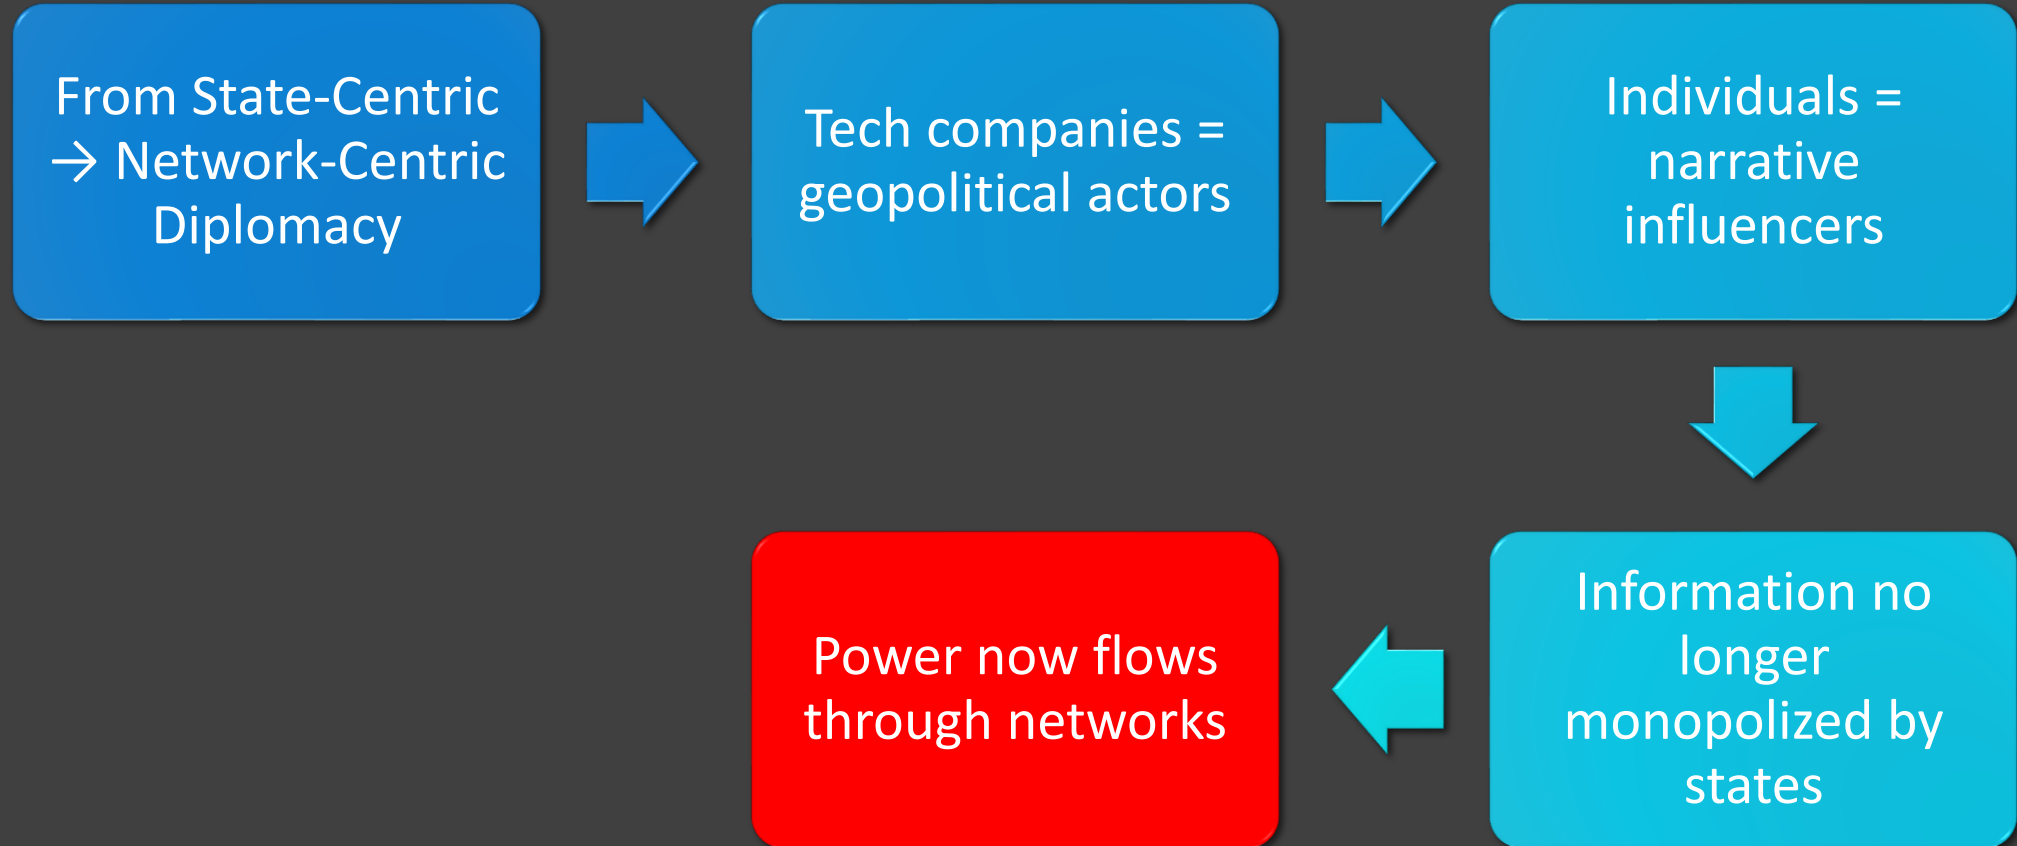 From State-Centric
→ Network-Centric
Diplomacy
Tech companies =
geopolitical actors
Individuals =
narrative
influencers
Information no
longer
monopolized by
states
Power now flows
through networks